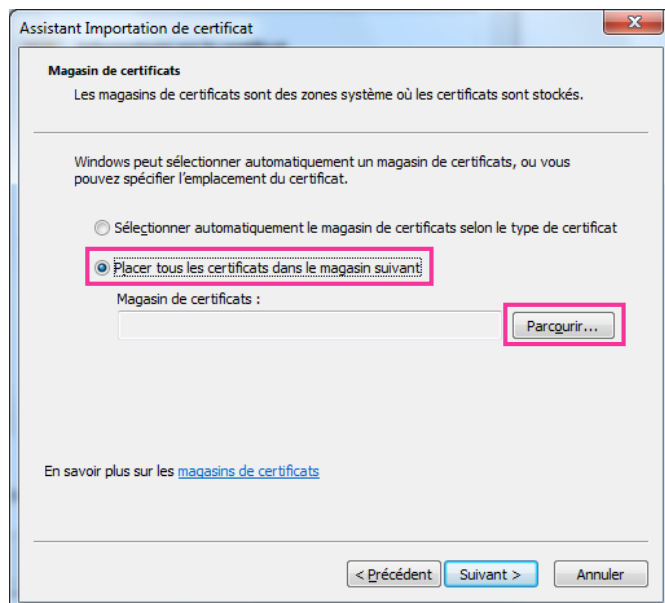 Assistant Importation de certificat
Magasin de certificats
Les magasins de certificats sont des zones système où les certificats sont stockés.
Windows peut sélectionner automatiquement un magasin de certificats, ou vous
pouvez spécifier l'emplacement du certificat.
Sélectionner automatiquement le magasin de certificats selon le type de certificat
Placer tous les certificats dans le magasin suivant
Magasin de certificats :
Parcourir...
En savoir plus sur les magasins de certificats
< Précédent
Suivant >
Annuler